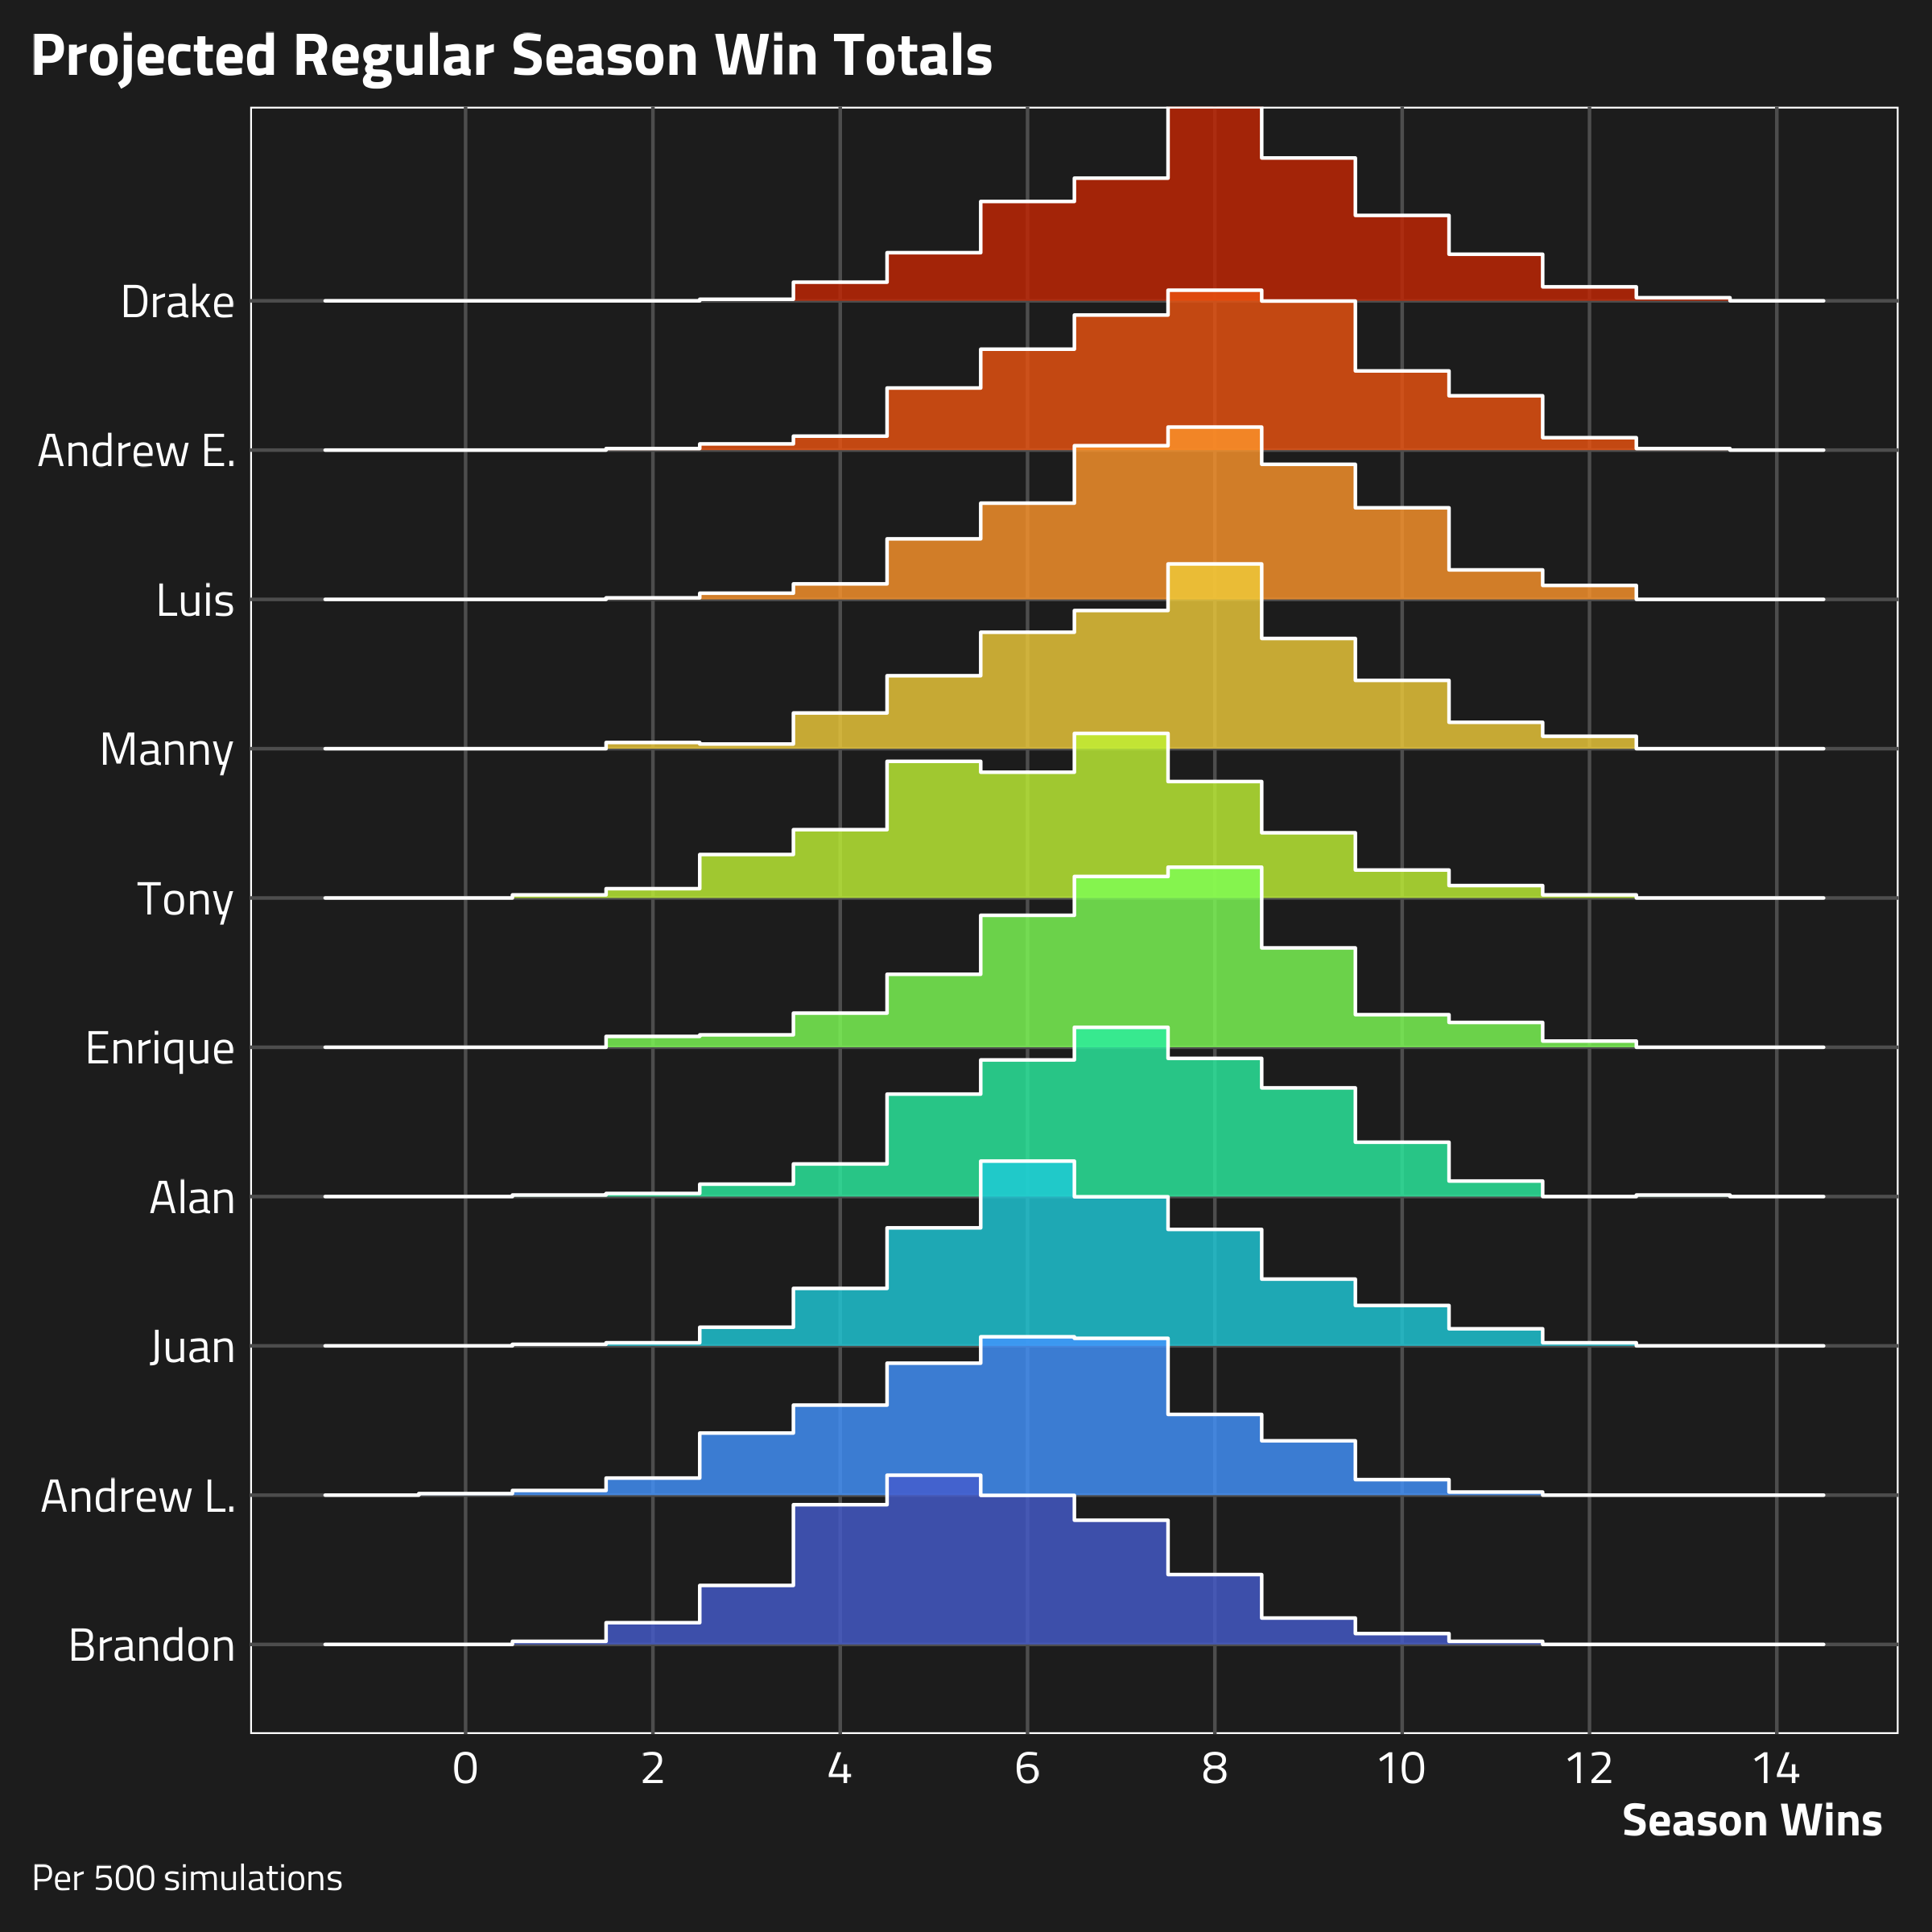 Projected Regular Season Win Totals
Drake
Andrew E.
Luis
Manny
Tony
Enrique
Alan
Juan
Andrew L.
Brandon
0 2 4 6 8 10 12 14
Season Wins
Per 500 simulations